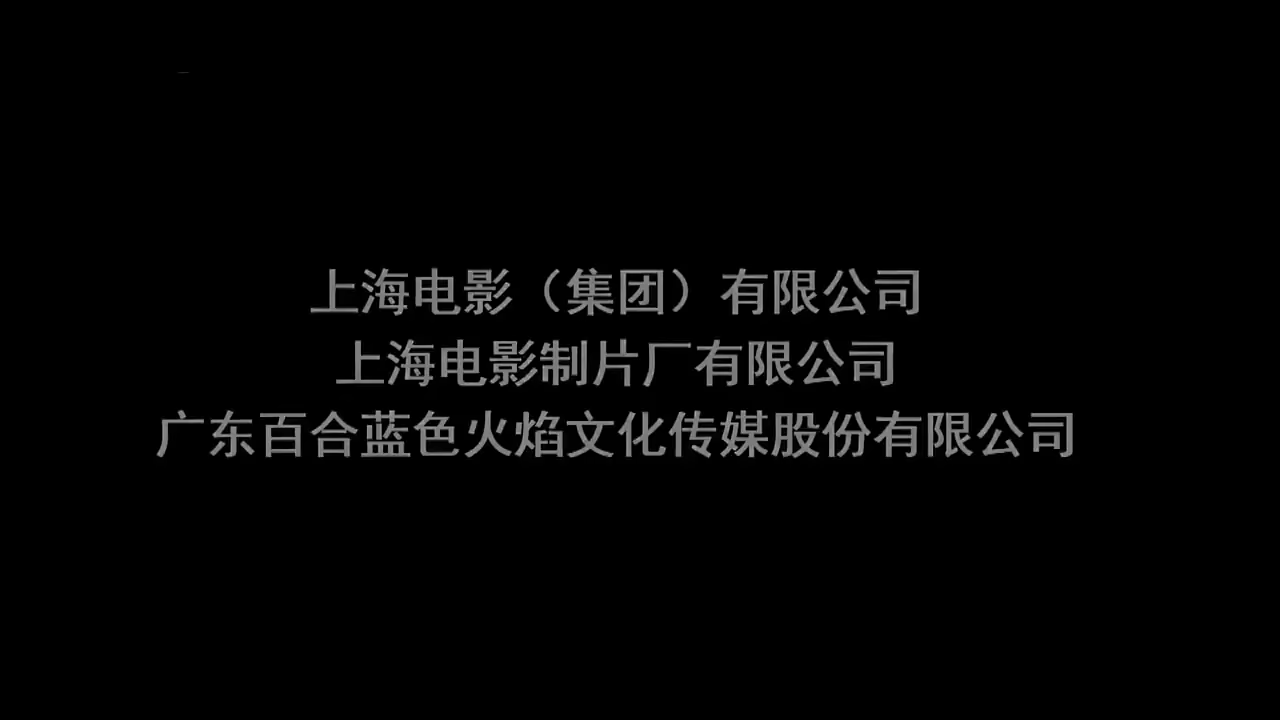 上海电影（集团）有限公司
上海电影制片厂有限公司
广东百合蓝色火焰文化传媒股份有限公司